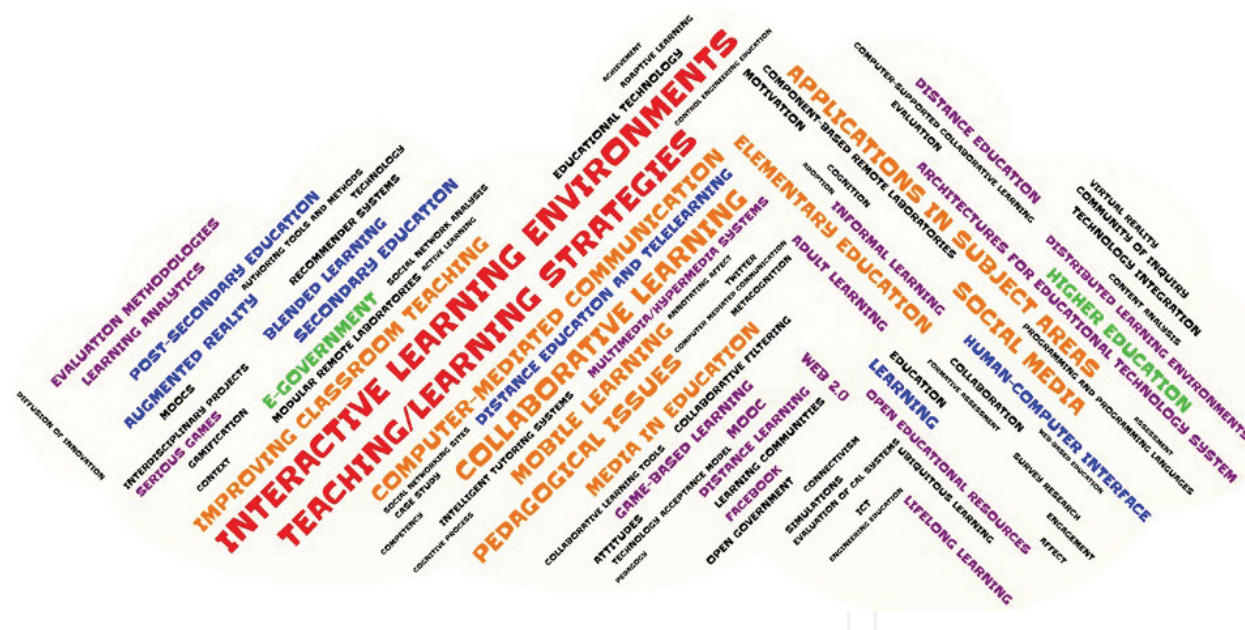 DIFFUSION OF INNOVATION
EVALUATION METHODOLOGIES
LEARNING ANALYTICS
POST-SECONDARY EDUCATION
AUGMENTED REALITY
AUTHORING TOOLS AND METHODS
TECHNOLOGY
RECOMMENDER SYSTEMS
BLENDED LEARNING
SECONDARY EDUCATION
MOOCS
INTERDISCIPLINARY PROJECTS
SERIOUS GAMES
GAMIFICATION
CONTEXT
E-GOVERNMENT
MODULAR REMOTE LABORATORIES
SOCIAL NETWORK ANALYSIS
ACTIVE LEARNING
IMPROVING CLASSROOM TEACHING
INTERACTIVE LEARNING ENVIRONMENTS
TEACHING/LEARNING STRATEGIES
ACHIEVEMENT
ADAPTIVE LEARNING
EDUCATIONAL TECHNOLOGY
CONTROL ENGINEERING EDUCATION
COMPUTER-MEDIATED COMMUNICATION
DISTANCE EDUCATION AND TELELEARNING
SOCIAL NETWORKING SITES
CASE STUDY
COMPETENCY
COLLABORATIVE LEARNING
INTELLIGENT TUTORING SYSTEMS
COGNITIVE PROCESS
MULTIMEDIA/HYPERMEDIA SYSTEMS
MOBILE LEARNING
ANNOTATING AFFECT
TWITTER
COMPUTER MEDIATED COMMUNICATION
METACOGNITION
PEDAGOGICAL ISSUES
MEDIA IN EDUCATION
COLLABORATIVE FILTERING
COLLABORATIVE LEARNING TOOLS
GAME-BASED LEARNING
ATTITUDES
TECHNOLOGY ACCEPTANCE MODEL
MOOC
PEDAGOGY
DISTANCE LEARNING
FACEBOOK
LEARNING COMMUNITIES
OPEN GOVERNMENT
CONNECTIVISM
SIMULATIONS
EVALUATION OF CAL SYSTEMS
ICT
ENGINEERING EDUCATION
COMPUTER-SUPPORTED COLLABORATIVE LEARNING
DISTANCE EDUCATION
EVALUATION
APPLICATIONS IN SUBJECT AREAS
COMPONENT-BASED REMOTE LABORATORIES
MOTIVATION
ELEMENTARY EDUCATION
ADOPTION
COGNITION
INFORMAL LEARNING
ADULT LEARNING
ARCHITECTURES FOR EDUCATIONAL TECHNOLOGY SYSTEM
VIRTUAL REALITY
COMMUNITY OF INQUIRY
TECHNOLOGY INTEGRATION
DISTRIBUTED LEARNING ENVIRONMENTS
CONTENT ANALYSIS
HIGHER EDUCATION
SOCIAL MEDIA
PROGRAMMING AND PROGRAMMING LANGUAGES
ASSESSMENT
HUMAN-COMPUTER INTERFACE
COLLABORATION
WEB-BASED EDUCATION
EDUCATION
FORMATIVE ASSESSMENT
LEARNING
WEB 2.0
OPEN EDUCATIONAL RESOURCES
UBIQUITOUS LEARNING
LIFELONG LEARNING
SURVEY RESEARCH
ENGAGEMENT
AFFECT